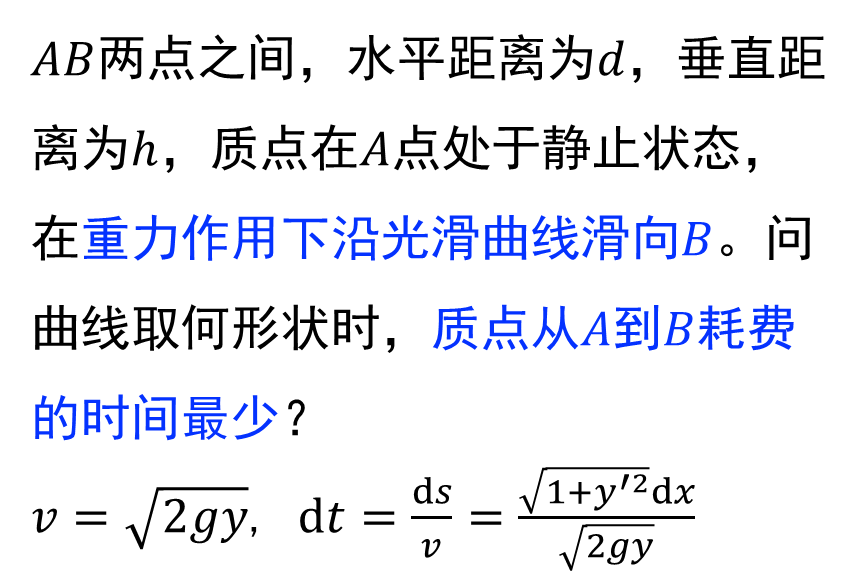 AB两点之间，水平距离为d，垂直距
离为h，质点在A点处于静止状态，
在重力作用下沿光滑曲线滑向B。问
曲线取何形状时，质点从A到B耗费
的时间最少？
v = √(2gy), dt = ds/v = √(1+y′²)dx/√(2gy)